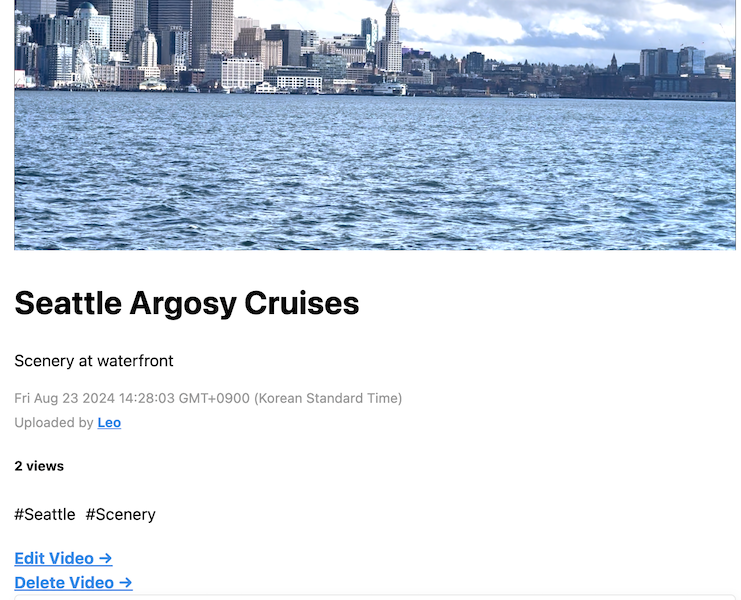 Seattle Argosy Cruises
Scenery at waterfront
Fri Aug 23 2024 14:28:03 GMT+0900 (Korean Standard Time)
Uploaded by Leo
2 views
#Seattle #Scenery
Edit Video →
Delete Video →